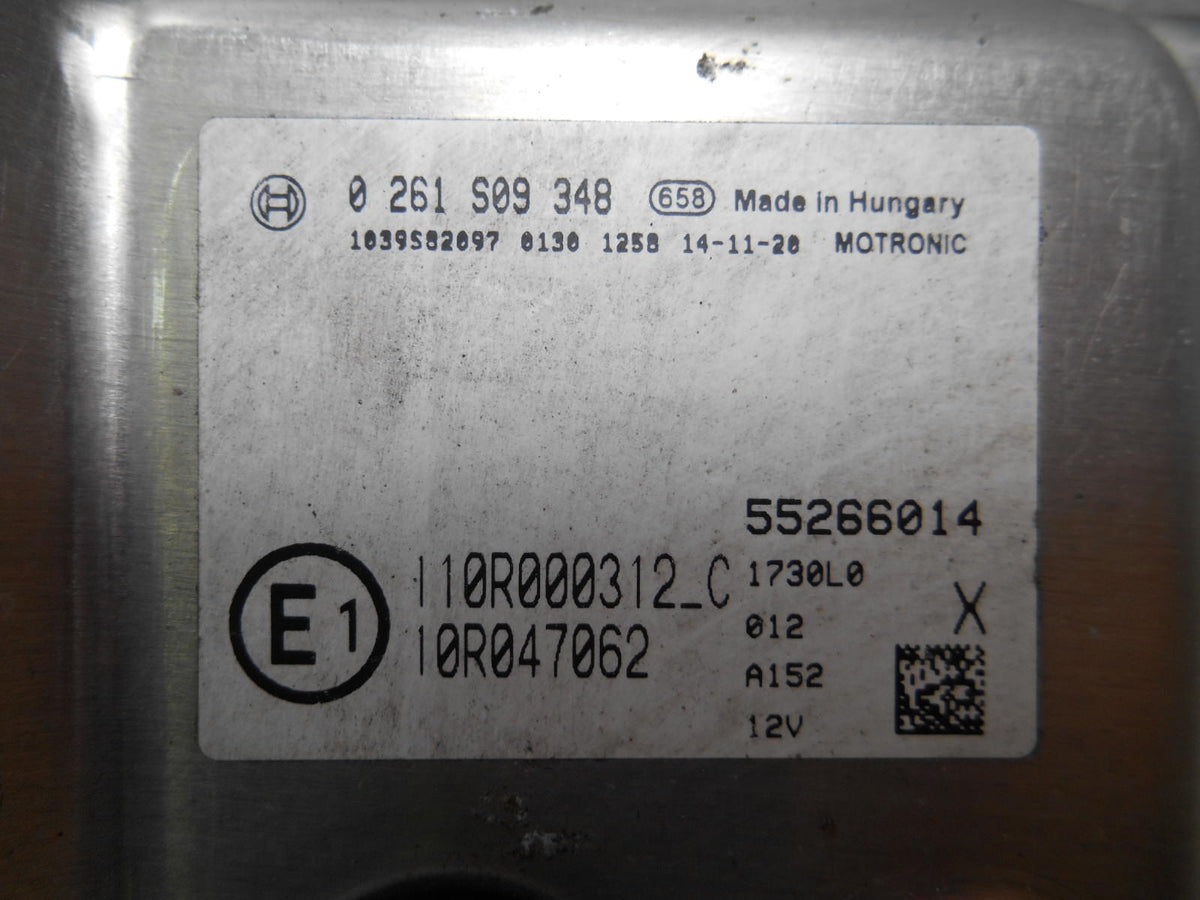 0 261 S09 348 658 Made in Hungary
1039S82097 0130 1258 14-11-20 MOTRONIC
55266014
E1 110R000312_C 1730L0
10R047062 012 X
A152
12V